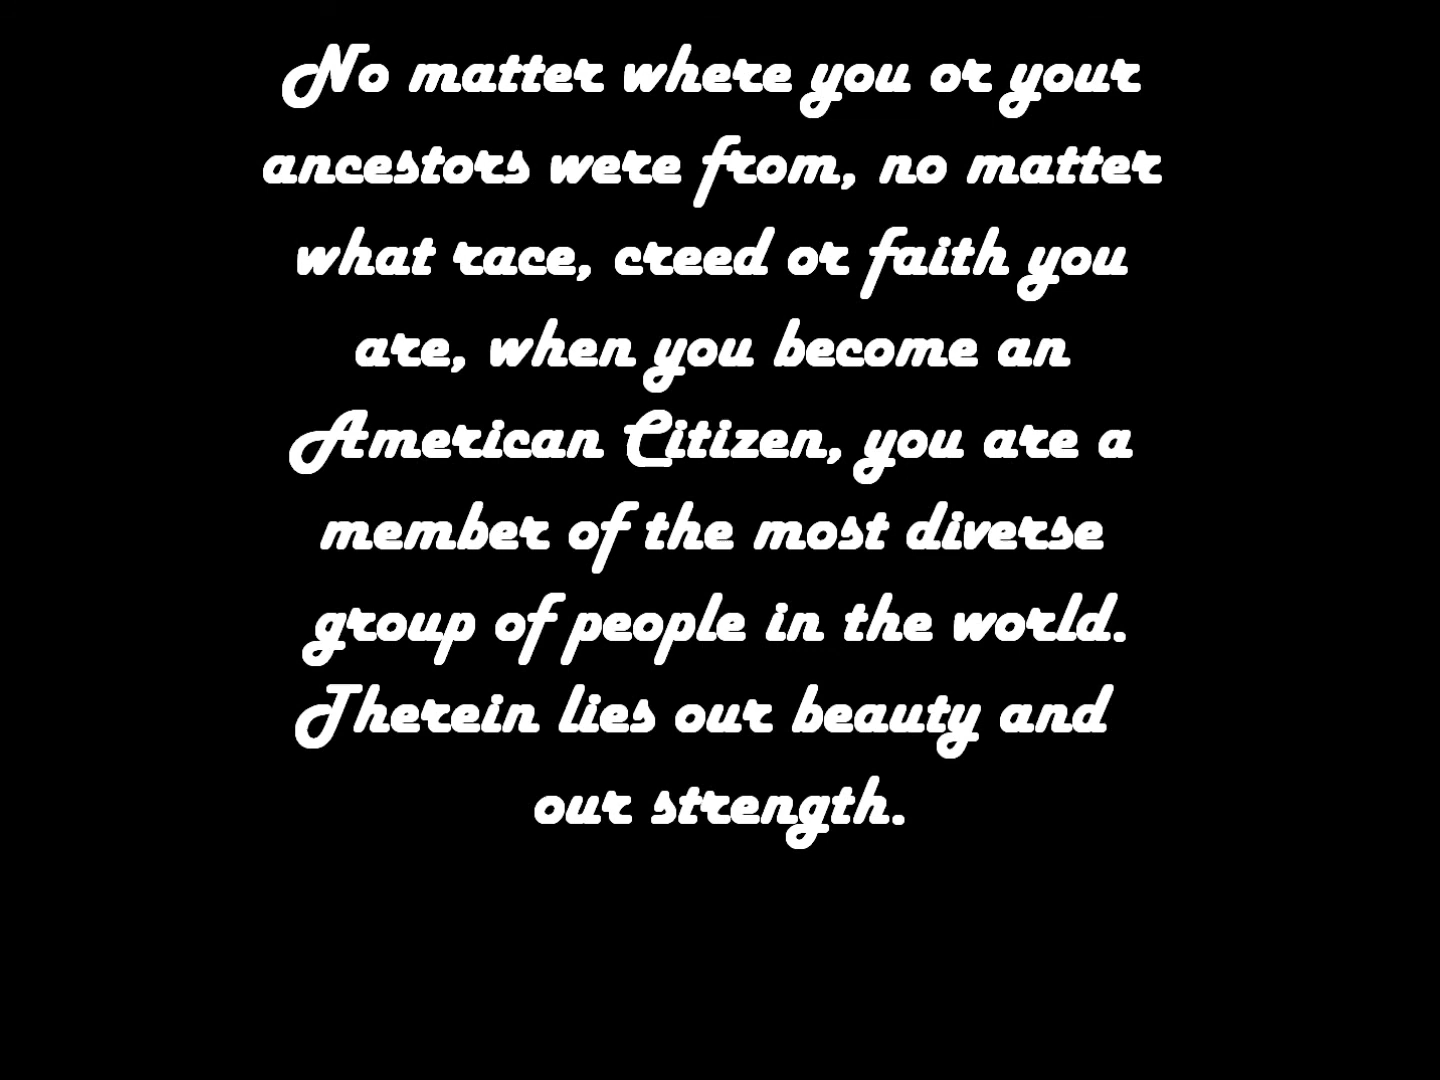 No matter where you or your
ancestors were from, no matter
what race, creed or faith you
are, when you become an
American Citizen, you are a
member of the most diverse
group of people in the world.
Therein lies our beauty and
our strength.